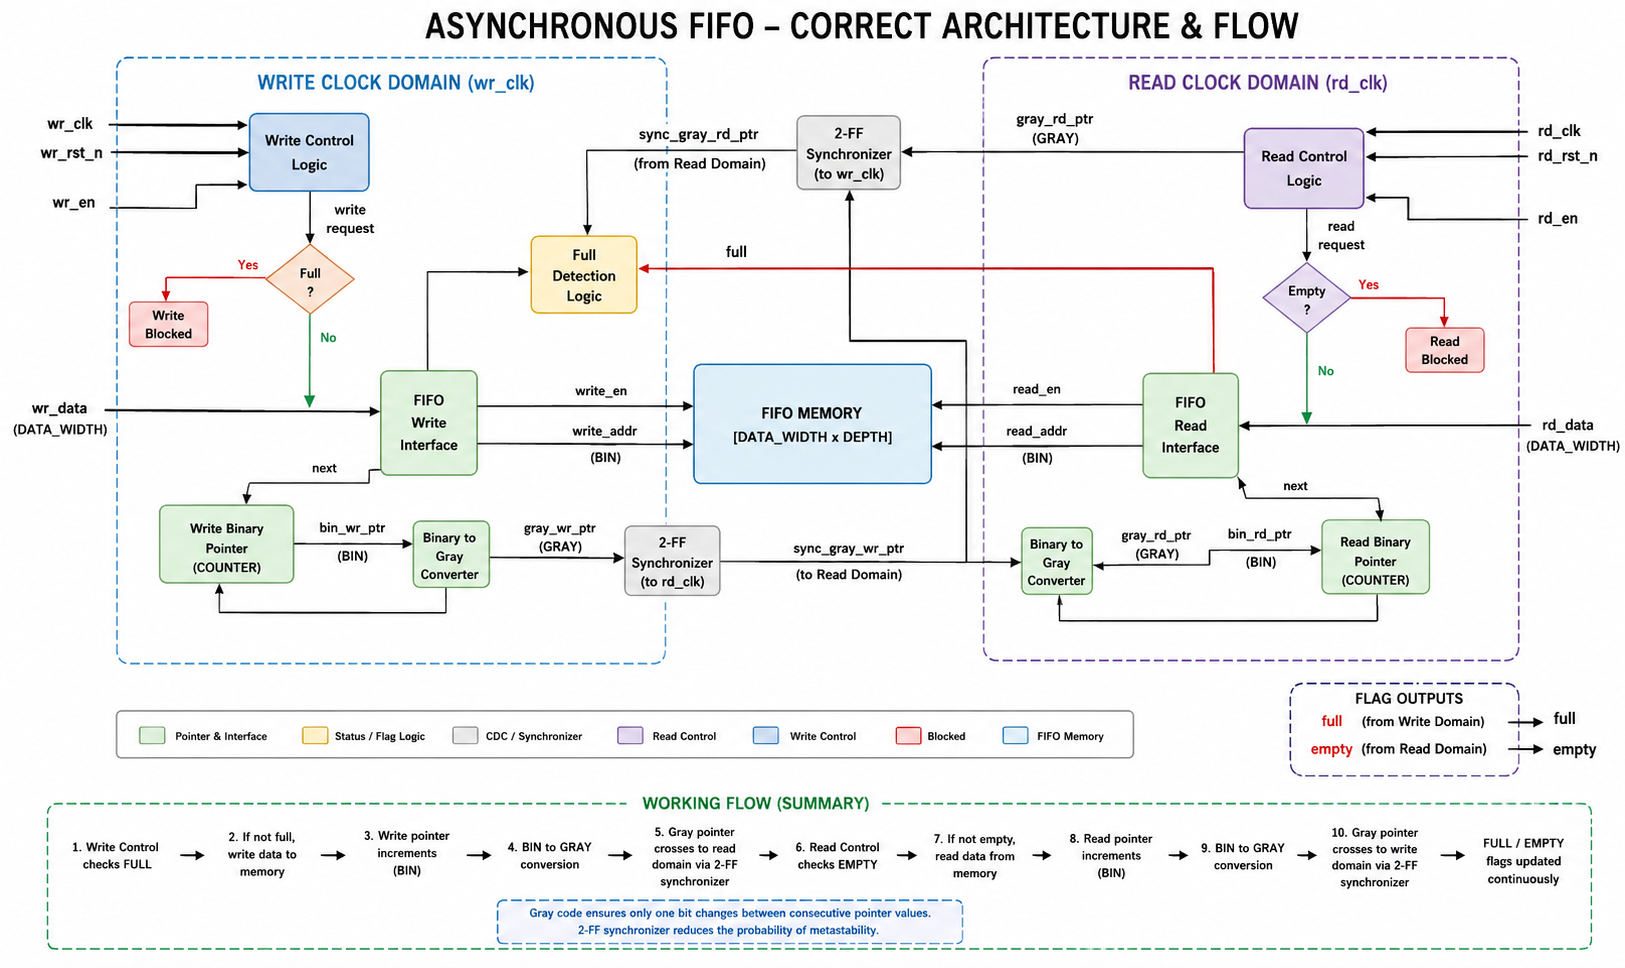 ASYNCHRONOUS FIFO – CORRECT ARCHITECTURE & FLOW
WRITE CLOCK DOMAIN (wr_clk)
wr_clk
wr_rst_n
wr_en
Write Control
Logic
write
request
Full
?
Yes
Write
Blocked
No
wr_data
(DATA_WIDTH)
FIFO
Write
Interface
next
Write Binary
Pointer
(COUNTER)
bin_wr_ptr
(BIN)
Binary to
Gray
Converter
gray_wr_ptr
(GRAY)
2-FF
Synchronizer
(to rd_clk)
sync_gray_wr_ptr
(to Read Domain)
sync_gray_rd_ptr
(from Read Domain)
Full
Detection
Logic
full
2-FF
Synchronizer
(to wr_clk)
gray_rd_ptr
(GRAY)
write_en
write_addr
(BIN)
FIFO MEMORY
[DATA_WIDTH x DEPTH]
read_en
read_addr
(BIN)
READ CLOCK DOMAIN (rd_clk)
Read Control
Logic
rd_clk
rd_rst_n
rd_en
read
request
Empty
?
Yes
Read
Blocked
No
FIFO
Read
Interface
rd_data
(DATA_WIDTH)
next
Binary to
Gray
Converter
gray_rd_ptr
(GRAY)
bin_rd_ptr
(BIN)
Read Binary
Pointer
(COUNTER)
Pointer & Interface
Status / Flag Logic
CDC / Synchronizer
Read Control
Write Control
Blocked
FIFO Memory
FLAG OUTPUTS
full (from Write Domain) full
empty (from Read Domain) empty
WORKING FLOW (SUMMARY)
1. Write Control
checks FULL
2. If not full,
write data to
memory
3. Write pointer
increments
(BIN)
4. BIN to GRAY
conversion
5. Gray pointer
crosses to read
domain via 2-FF
synchronizer
6. Read Control
checks EMPTY
7. If not empty,
read data from
memory
8. Read pointer
increments
(BIN)
9. BIN to GRAY
conversion
10. Gray pointer
crosses to write
domain via 2-FF
synchronizer
FULL / EMPTY
flags updated
continuously
Gray code ensures only one bit changes between consecutive pointer values.
2-FF synchronizer reduces the probability of metastability.